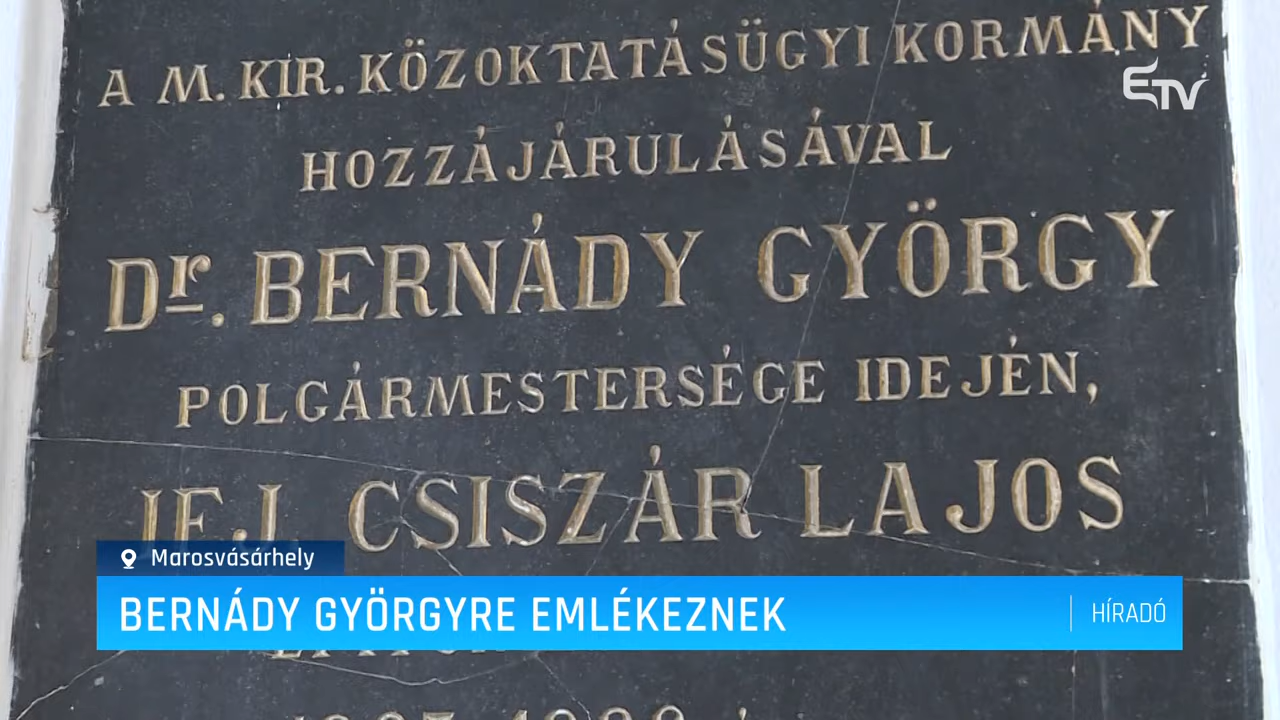 A M. KIR. KÖZOKTATÁSÜGYI KORMÁNY
ETV
HOZZÁJÁRULÁSÁVAL
Dr. BERNÁDY GYÖRGY
POLGÁRMESTERSÉGE IDEJÉN,
IFJ. CSISZÁR LAJOS
Marosvásárhely
BERNÁDY GYÖRGYRE EMLÉKEZNEK
HÍRADÓ